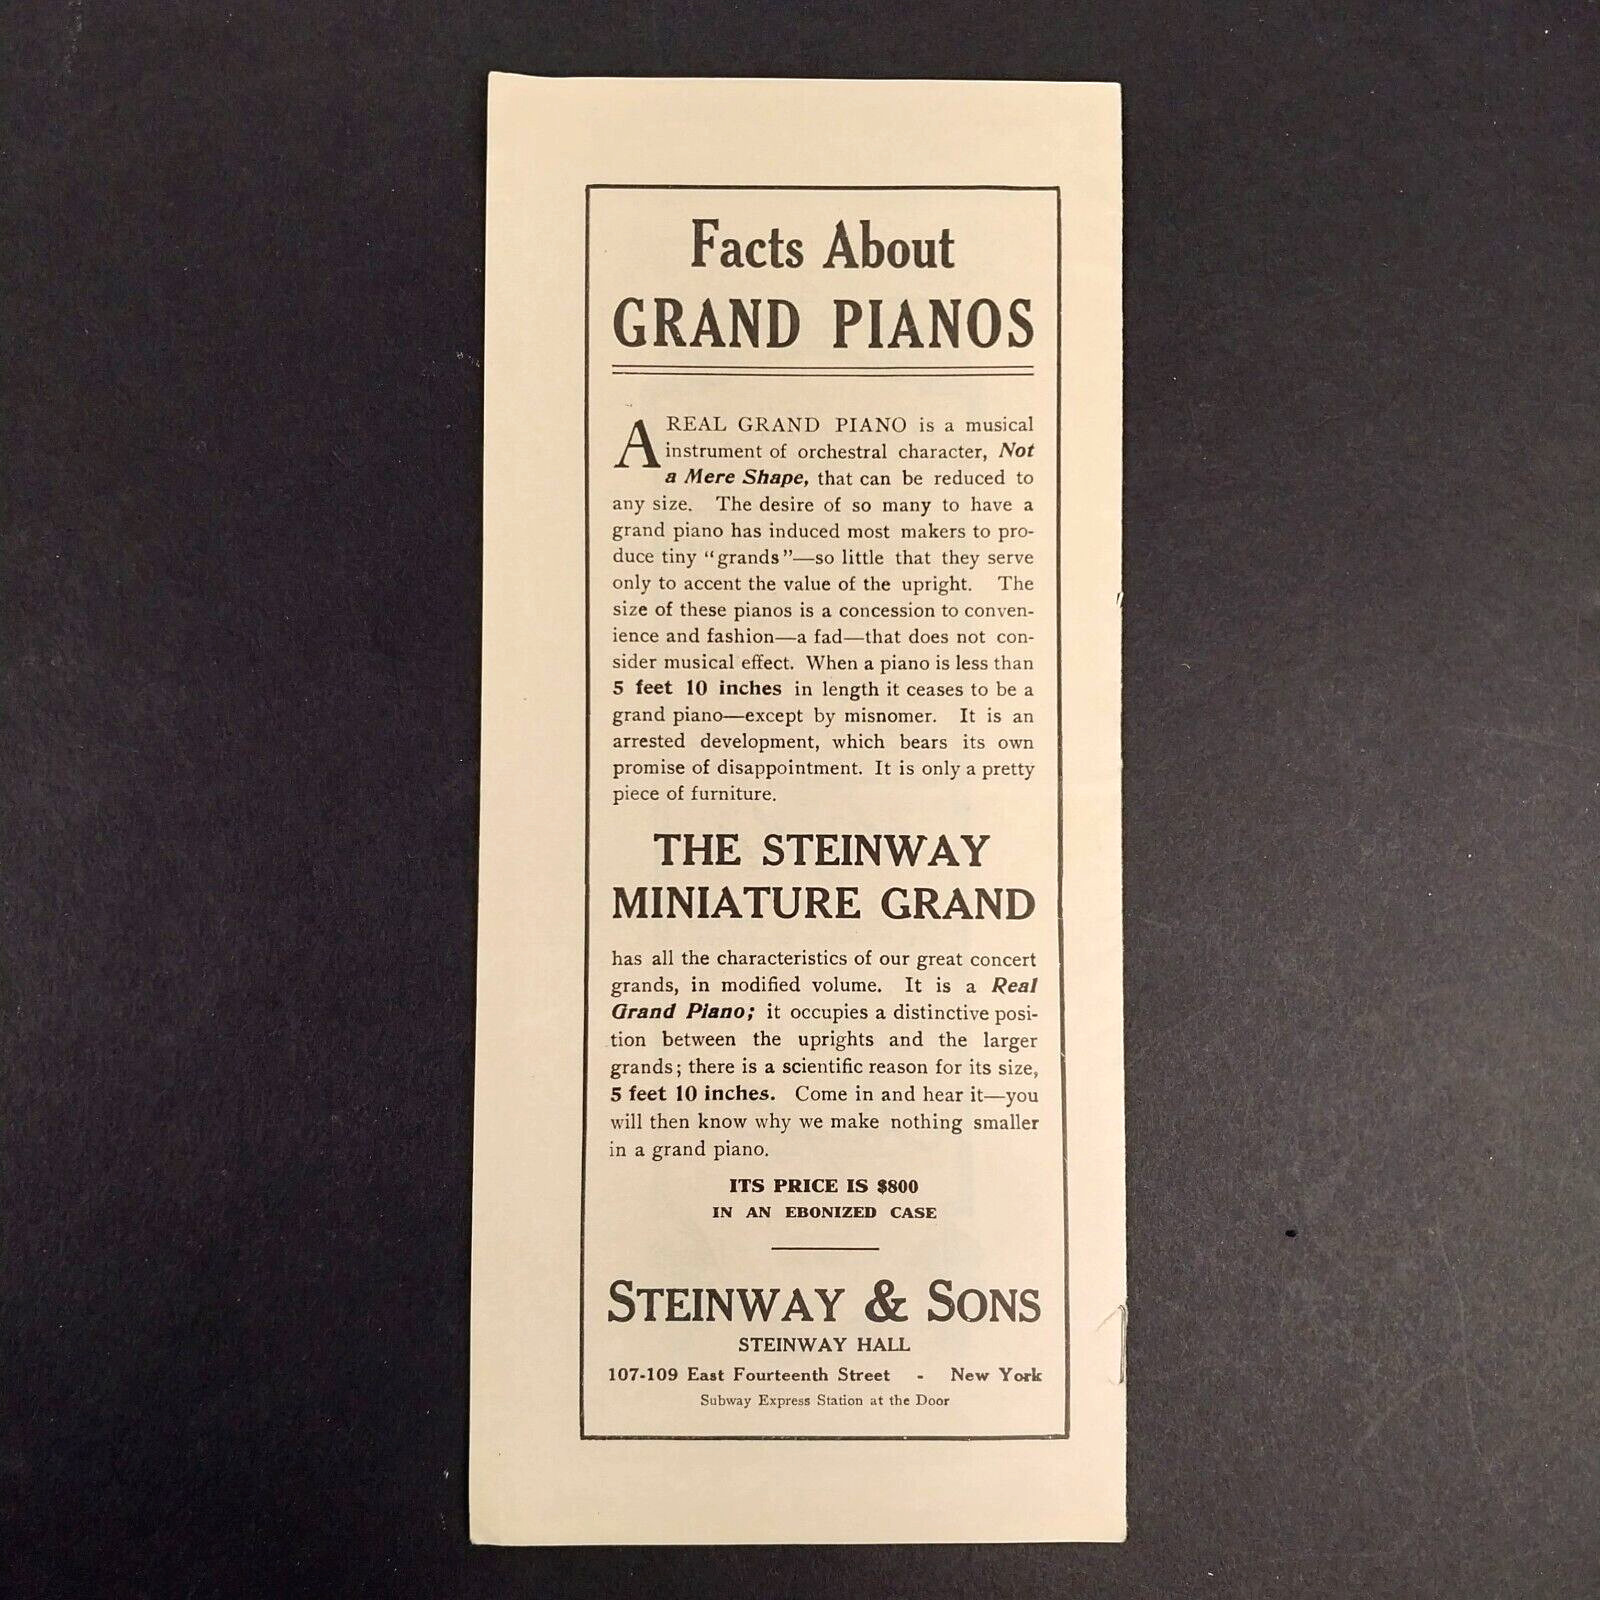 Facts About
GRAND PIANOS
A REAL GRAND PIANO is a musical
instrument of orchestral character, Not
a Mere Shape, that can be reduced to
any size. The desire of so many to have a
grand piano has induced most makers to pro-
duce tiny "grands"—so little that they serve
only to accent the value of the upright. The
size of these pianos is a concession to conven-
ience and fashion—a fad—that does not con-
sider musical effect. When a piano is less than
5 feet 10 inches in length it ceases to be a
grand piano—except by misnomer. It is an
arrested development, which bears its own
promise of disappointment. It is only a pretty
piece of furniture.
THE STEINWAY
MINIATURE GRAND
has all the characteristics of our great concert
grands, in modified volume. It is a Real
Grand Piano; it occupies a distinctive posi-
tion between the uprights and the larger
grands; there is a scientific reason for its size,
5 feet 10 inches. Come in and hear it—you
will then know why we make nothing smaller
in a grand piano.
ITS PRICE IS $800
IN AN EBONIZED CASE
STEINWAY & SONS
STEINWAY HALL
107-109 East Fourteenth Street - New York
Subway Express Station at the Door